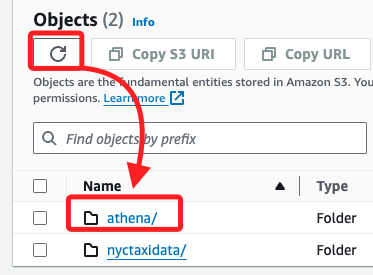 Objects (2) Info
Copy S3 URI Copy URL
Objects are the fundamental entities stored in Amazon S3. You
permissions. Learn more
Find objects by prefix
Name Type
athena/ Folder
nyctaxidata/ Folder